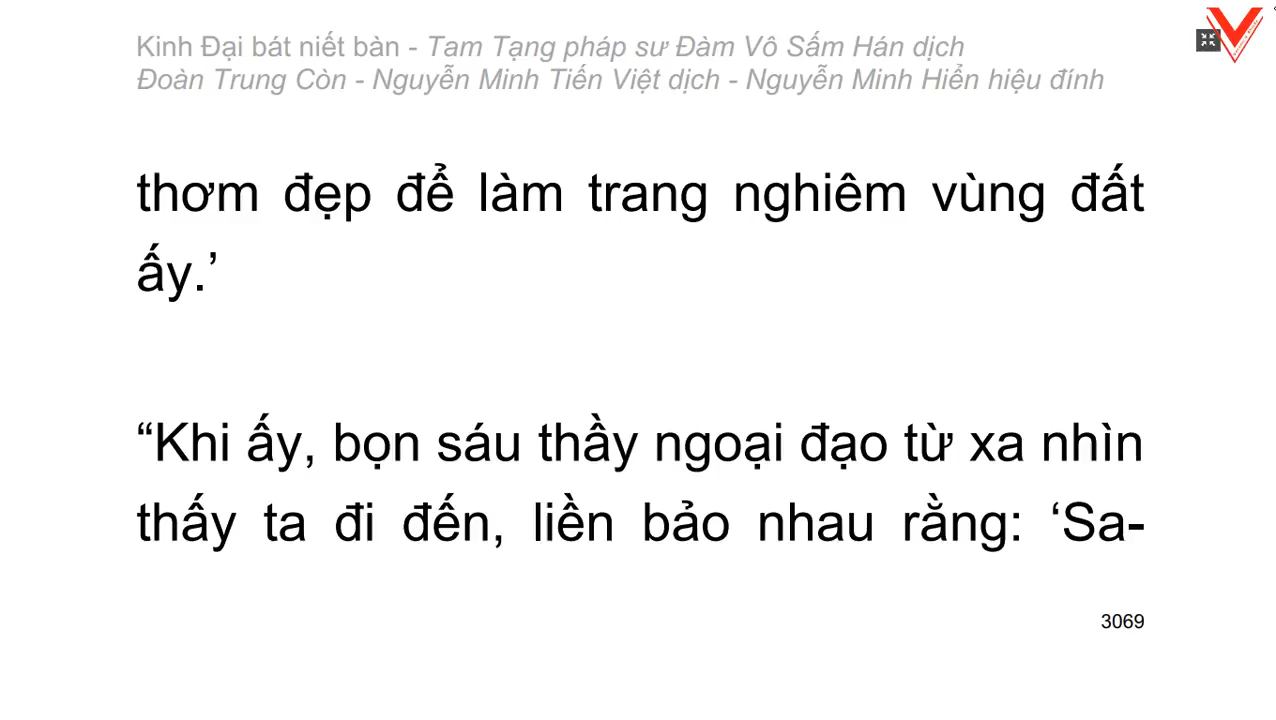 Kinh Đại bát niết bàn - Tam Tạng pháp sư Đàm Vô Sấm Hán dịch
Đoàn Trung Còn - Nguyễn Minh Tiến Việt dịch - Nguyễn Minh Hiển hiệu đính
thơm đẹp để làm trang nghiêm vùng đất
ấy.’
“Khi ấy, bọn sáu thầy ngoại đạo từ xa nhìn
thấy ta đi đến, liền bảo nhau rằng: ‘Sa-
3069